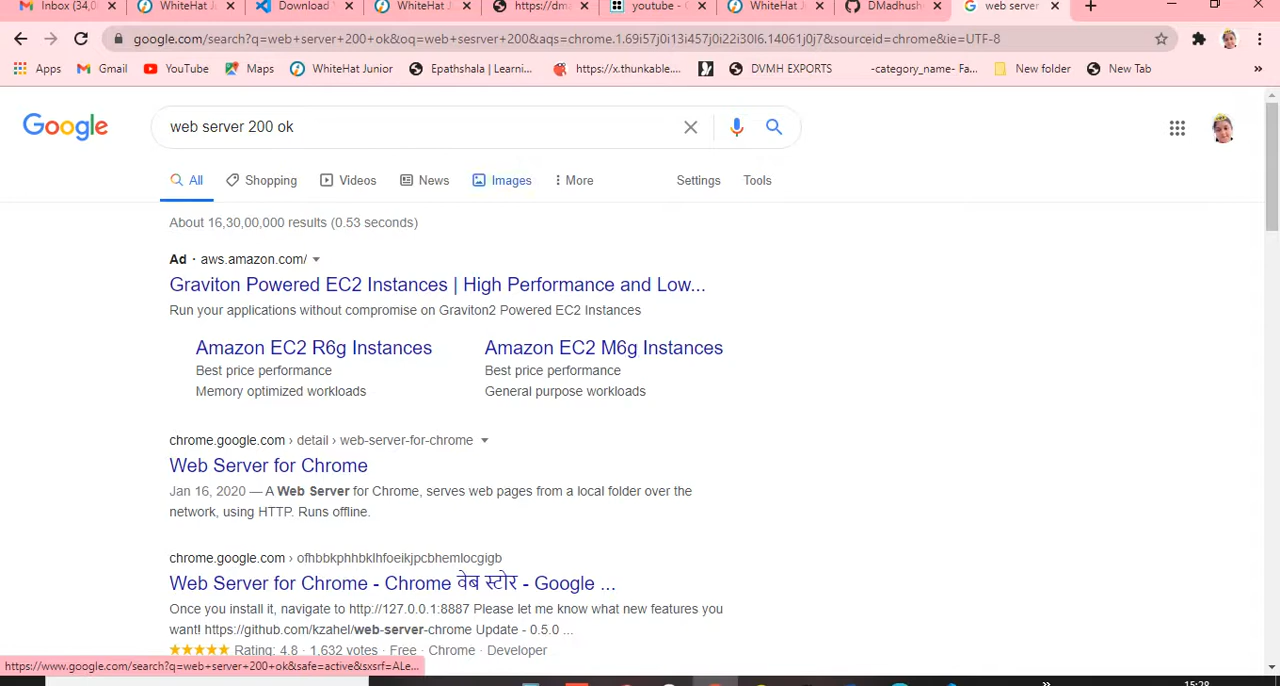 Inbox (34,0 WhiteHat Jr Download WhiteHat Jr https://dma youtube - WhiteHat Jr DMadhush web server
google.com/search?q=web+server+200+ok&oq=web+sesrver+200&aqs=chrome.1.69i57j0i13i457j0i22i30l6.14061j0j7&sourceid=chrome&ie=UTF-8
Apps Gmail YouTube Maps WhiteHat Junior Epathshala | Learni... https://x.thunkable.... DVMH EXPORTS -category_name- Fa... New folder New Tab »
Google web server 200 ok
All Shopping Videos News Images More Settings Tools
About 16,30,00,000 results (0.53 seconds)
Ad · aws.amazon.com/
Graviton Powered EC2 Instances | High Performance and Low...
Run your applications without compromise on Graviton2 Powered EC2 Instances
Amazon EC2 R6g Instances Amazon EC2 M6g Instances
Best price performance Best price performance
Memory optimized workloads General purpose workloads
chrome.google.com › detail › web-server-for-chrome
Web Server for Chrome
Jan 16, 2020 — A Web Server for Chrome, serves web pages from a local folder over the
network, using HTTP. Runs offline.
chrome.google.com › ofhbbkphhbklhfoeikjpcbhemlocgigb
Web Server for Chrome - Chrome वेब स्टोर - Google ...
Once you install it, navigate to http://127.0.0.1:8887 Please let me know what new features you
want! https://github.com/kzahel/web-server-chrome Update - 0.5.0 ...
Rating: 4.8 · 1,632 votes · Free · Chrome · Developer
https://www.google.com/search?q=web+server+200+ok&safe=active&sxsrf=ALe...
15:28